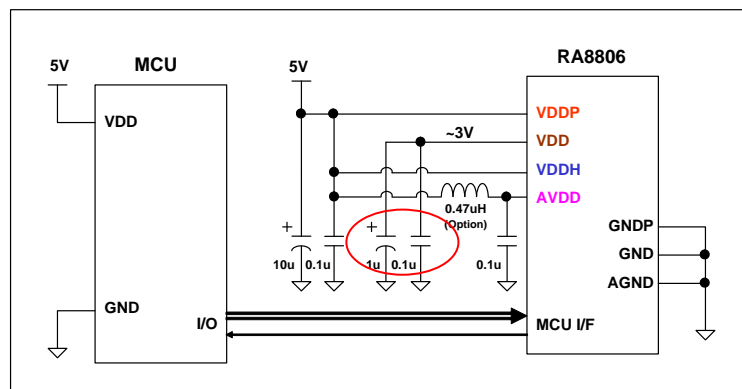 5V
MCU
VDD
GND
I/O
5V
~3V
0.47uH
(Option)
+
10u
0.1u
+
1u
0.1u
0.1u
RA8806
VDDP
VDD
VDDH
AVDD
GNDP
GND
AGND
MCU I/F